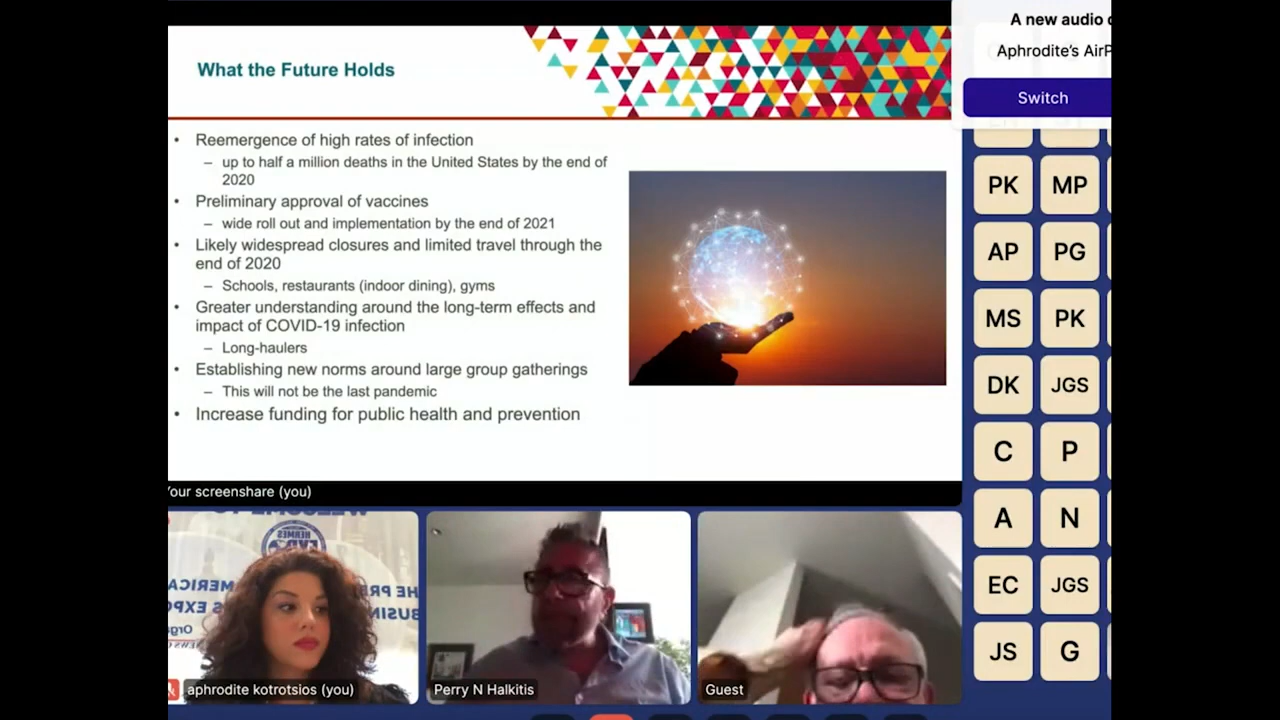 A new audio
Aphrodite's AirP
Switch
What the Future Holds
• Reemergence of high rates of infection
– up to half a million deaths in the United States by the end of
2020
• Preliminary approval of vaccines
– wide roll out and implementation by the end of 2021
• Likely widespread closures and limited travel through the
end of 2020
– Schools, restaurants (indoor dining), gyms
• Greater understanding around the long-term effects and
impact of COVID-19 infection
– Long-haulers
• Establishing new norms around large group gatherings
– This will not be the last pandemic
• Increase funding for public health and prevention
PK MP
AP PG
MS PK
DK JGS
C P
A N
EC JGS
JS G
Your screenshare (you)
HERMES
aphrodite kotrotsios (you)
Perry N Halkitis
Guest